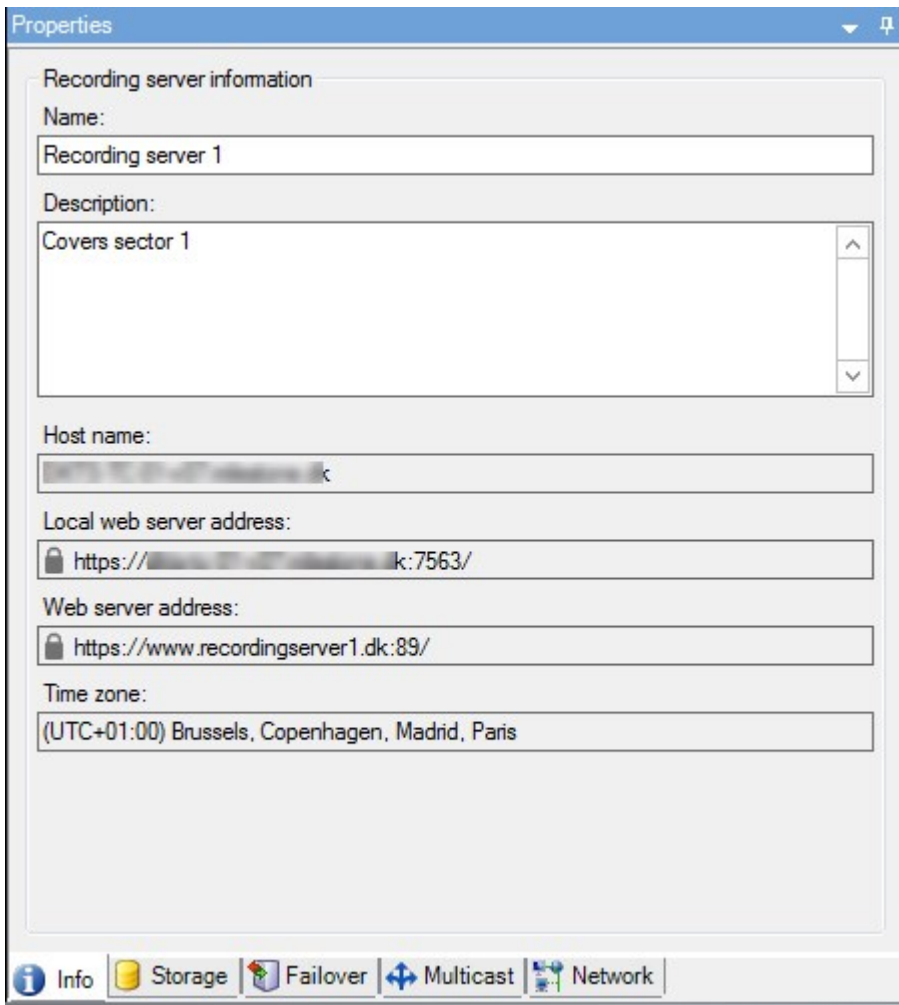 Properties
Recording server information
Name:
Recording server 1
Description:
Covers sector 1
Host name:
k
Local web server address:
https:// k:7563/
Web server address:
https://www.recordingserver1.dk:89/
Time zone:
(UTC+01:00) Brussels, Copenhagen, Madrid, Paris
Info Storage Failover Multicast Network